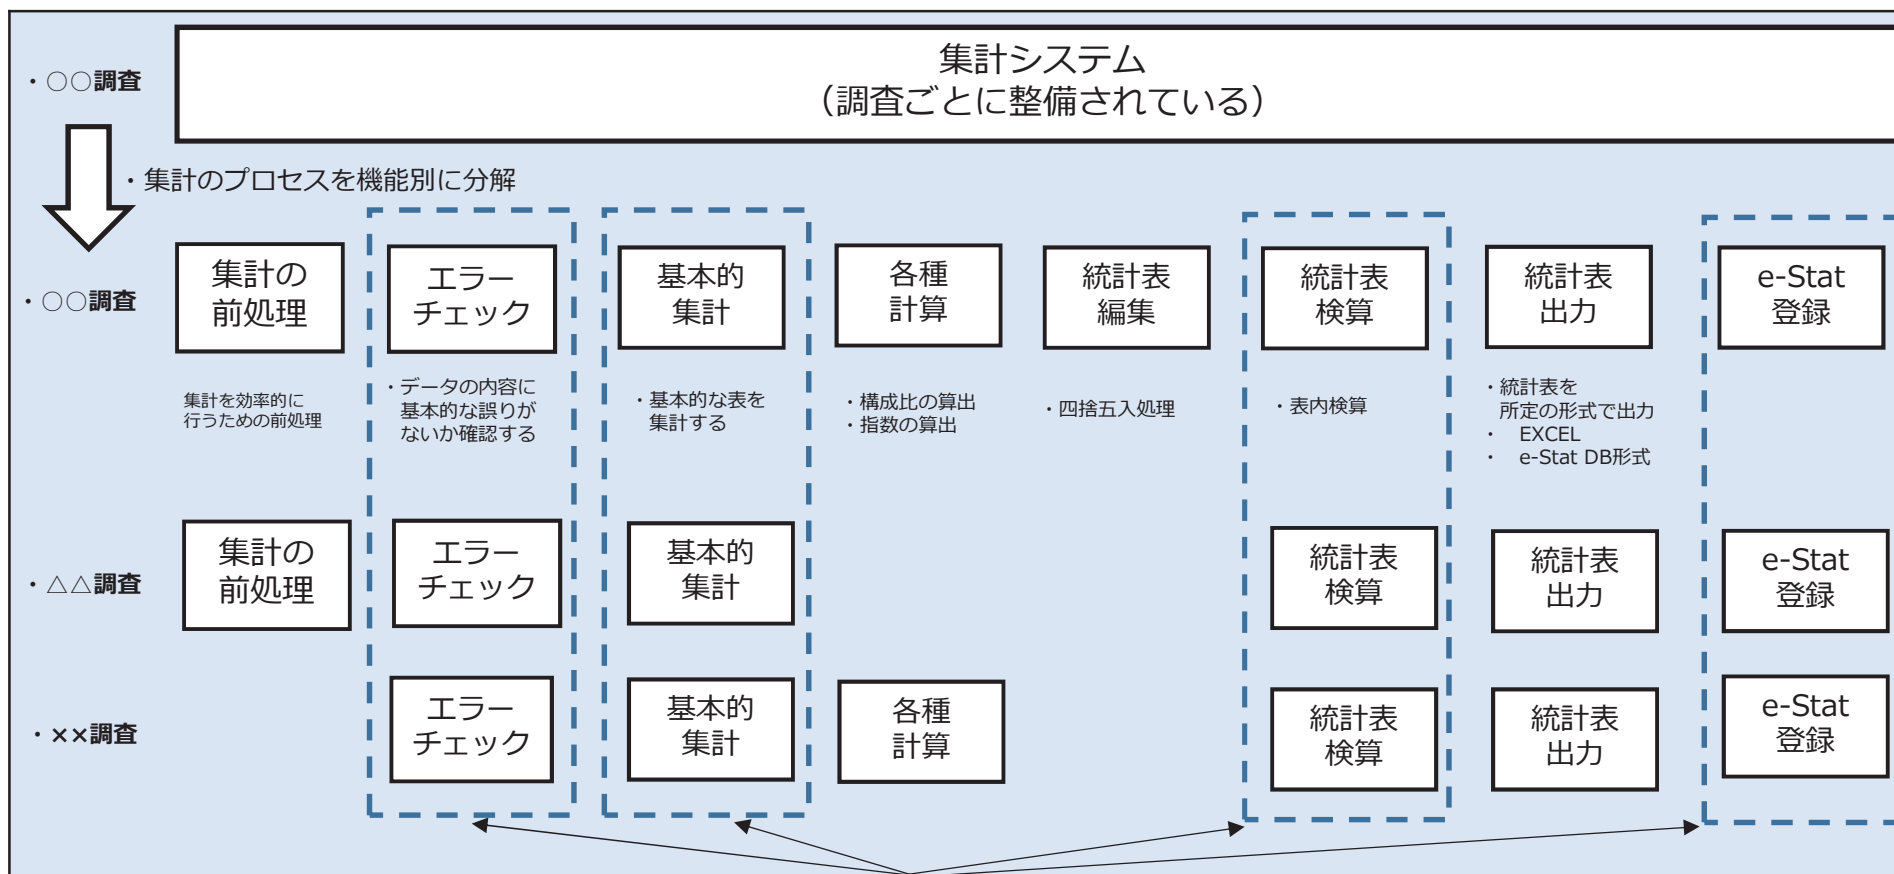 集計システム
（調査ごとに整備されている）
・〇〇調査
・集計のプロセスを機能別に分解
・〇〇調査
集計の
前処理
エラー
チェック
基本的
集計
各種
計算
統計表
編集
統計表
検算
統計表
出力
e-Stat
登録
集計を効率的に
行うための前処理
・データの内容に
基本的な誤りが
ないか確認する
・基本的な表を
集計する
・構成比の算出
・指数の算出
・四捨五入処理
・表内検算
・統計表を
所定の形式で出力
・ EXCEL
・ e-Stat DB形式
・△△調査
集計の
前処理
エラー
チェック
基本的
集計
統計表
検算
統計表
出力
e-Stat
登録
・××調査
エラー
チェック
基本的
集計
各種
計算
統計表
検算
統計表
出力
e-Stat
登録